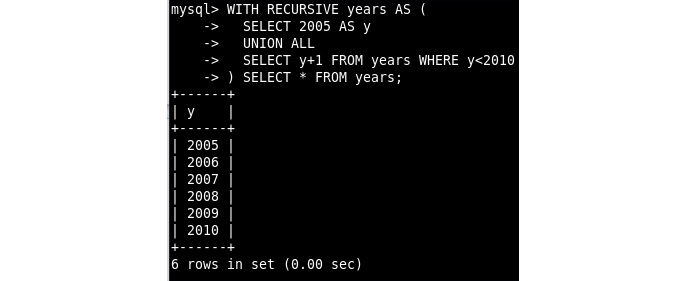 mysql> WITH RECURSIVE years AS (
    ->   SELECT 2005 AS y
    ->   UNION ALL
    ->   SELECT y+1 FROM years WHERE y<2010
    -> ) SELECT * FROM years;
+------+
| y    |
+------+
| 2005 |
| 2006 |
| 2007 |
| 2008 |
| 2009 |
| 2010 |
+------+
6 rows in set (0.00 sec)